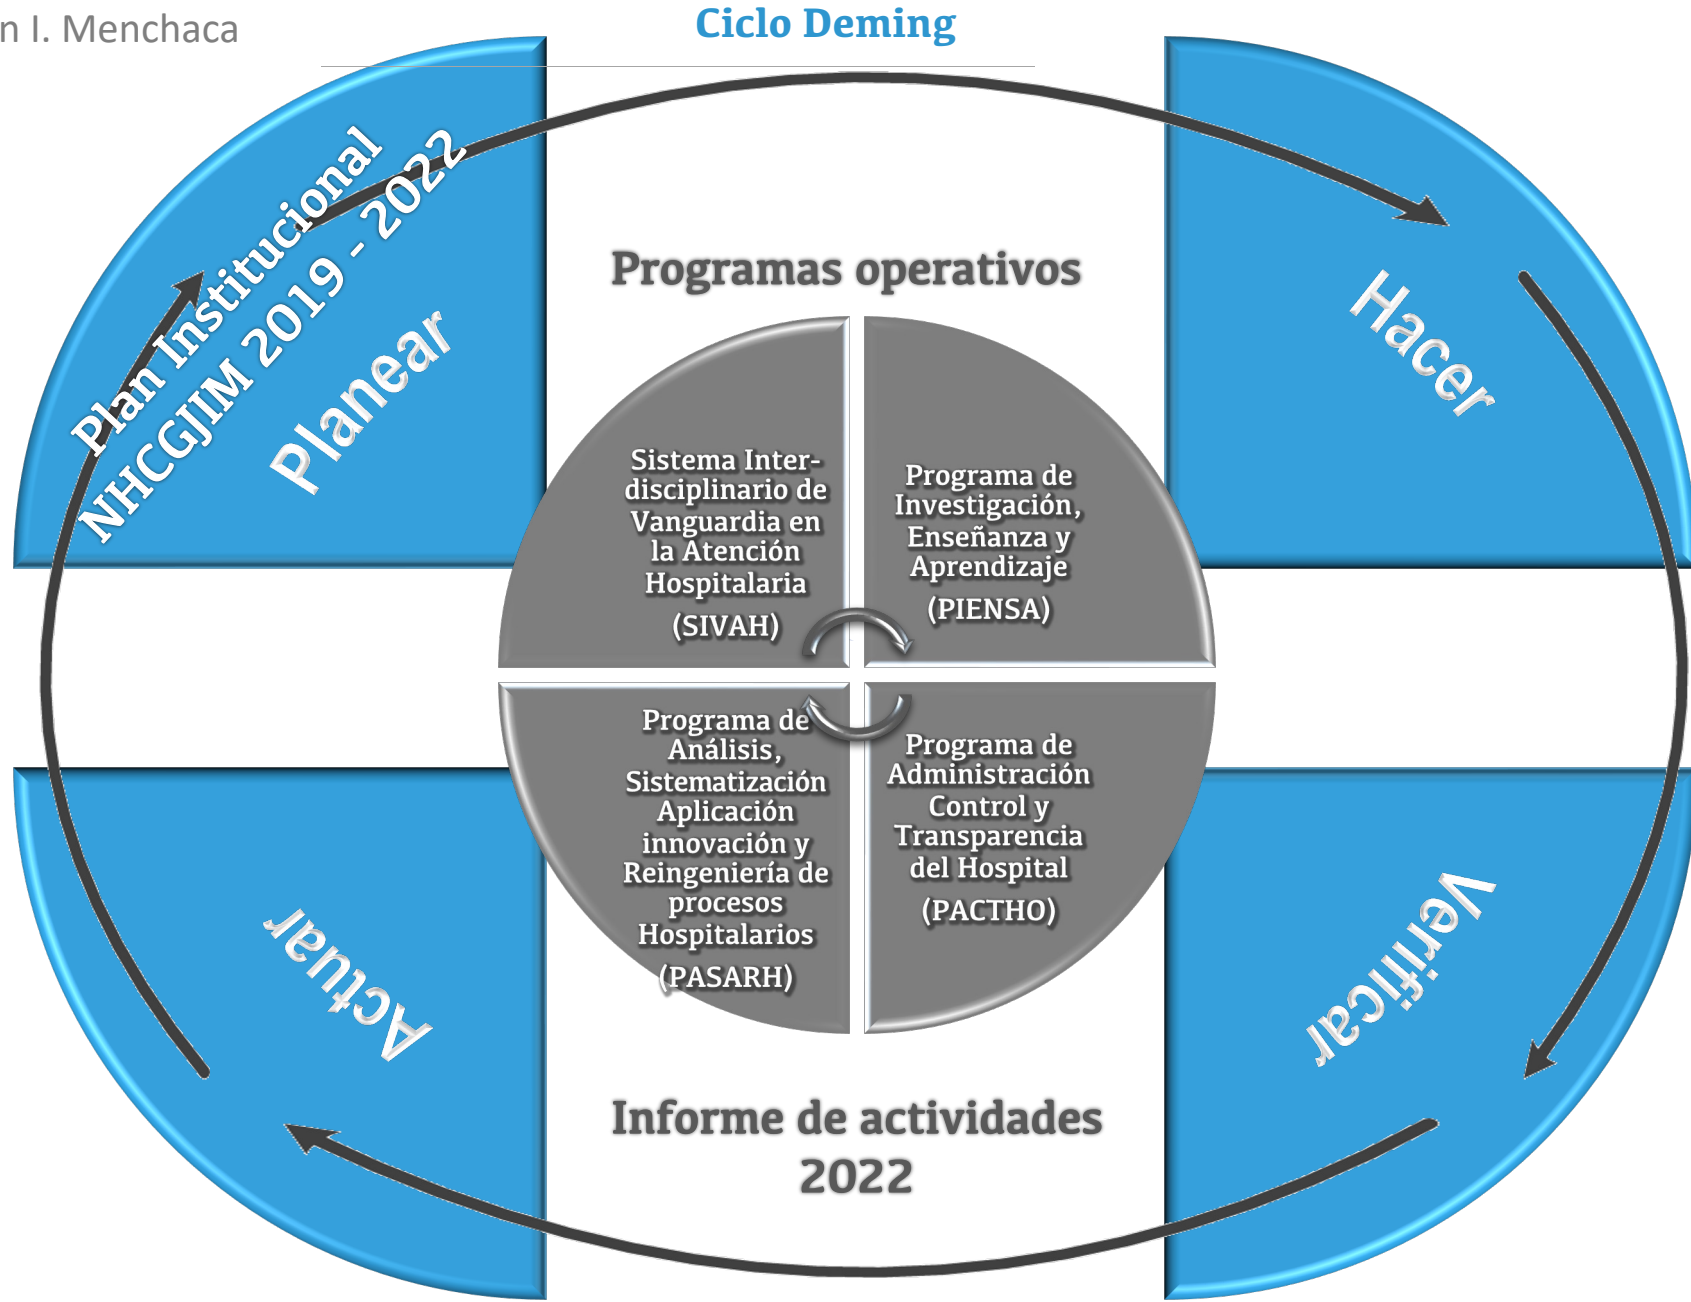 n I. Menchaca
Ciclo Deming
Plan Institucional
NHCGJIM 2019 - 2022
Planear
Hacer
Programas operativos
Sistema Inter-
disciplinario de
Vanguardia en
la Atención
Hospitalaria
(SIVAH)
Programa de
Investigación,
Enseñanza y
Aprendizaje
(PIENSA)
Programa de
Análisis,
Sistematización
Aplicación
innovación y
Reingeniería de
procesos
Hospitalarios
(PASARH)
Programa de
Administración
Control y
Transparencia
del Hospital
(PACTHO)
Actuar
Verificar
Informe de actividades
2022